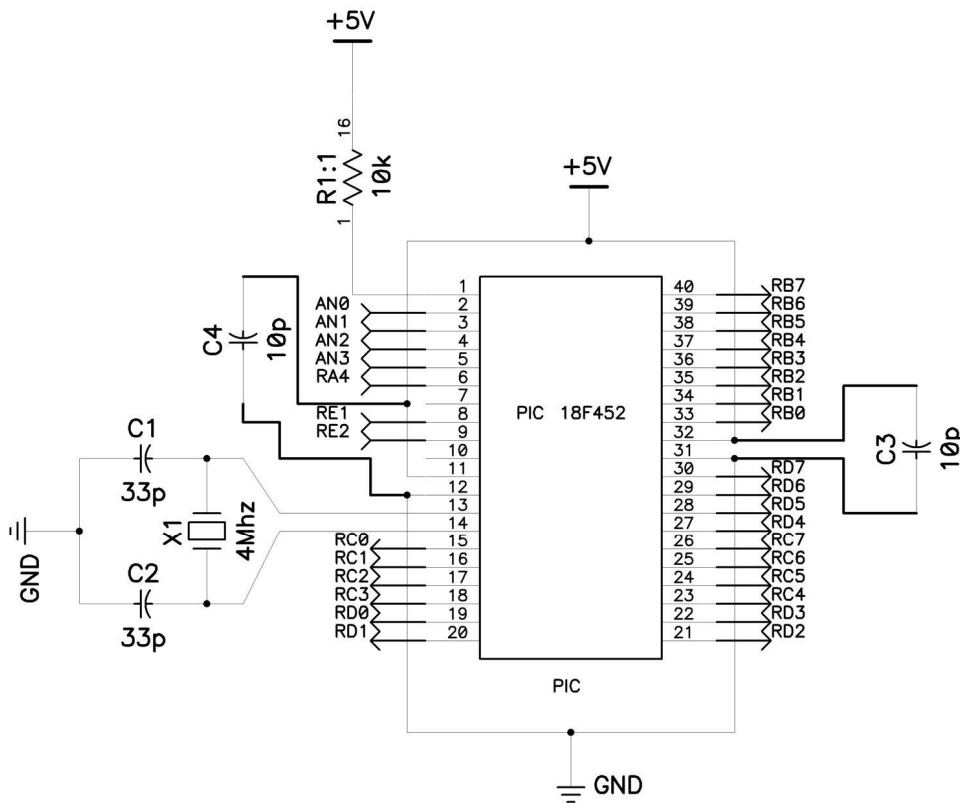 +5V
16
R1:1
10k
1
+5V
C4
10p
AN0
AN1
AN2
AN3
RA4
RE1
RE2
1
2
3
4
5
6
7
8
9
10
11
12
13
14
15
16
17
18
19
20
PIC 18F452
PIC
40
39
38
37
36
35
34
33
32
31
30
29
28
27
26
25
24
23
22
21
RB7
RB6
RB5
RB4
RB3
RB2
RB1
RB0
RD7
RD6
RD5
RD4
RC7
RC6
RC5
RC4
RD3
RD2
C3
10p
C1
33p
X1
4Mhz
GND
C2
33p
RC0
RC1
RC2
RC3
RD0
RD1
GND